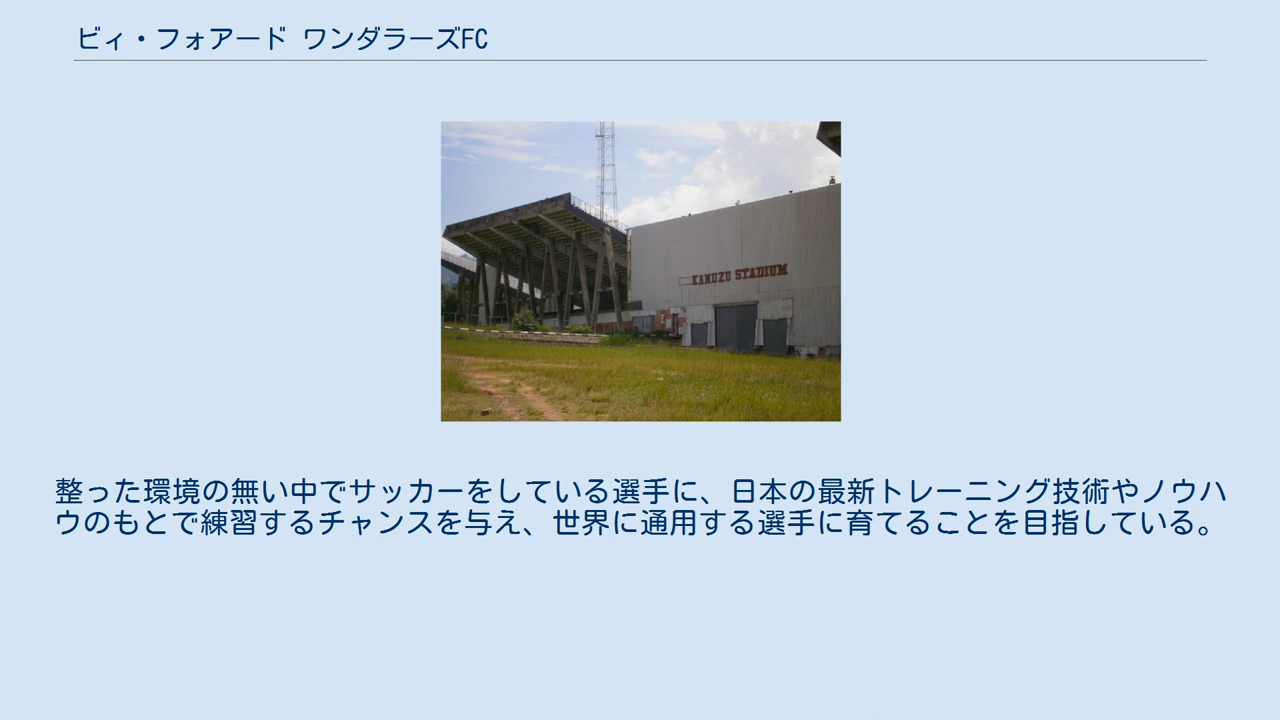 ビィ・フォアード ワンダラーズFC
KAMUZU STADIUM
整った環境の無い中でサッカーをしている選手に、日本の最新トレーニング技術やノウハ
ウのもとで練習するチャンスを与え、世界に通用する選手に育てることを目指している。